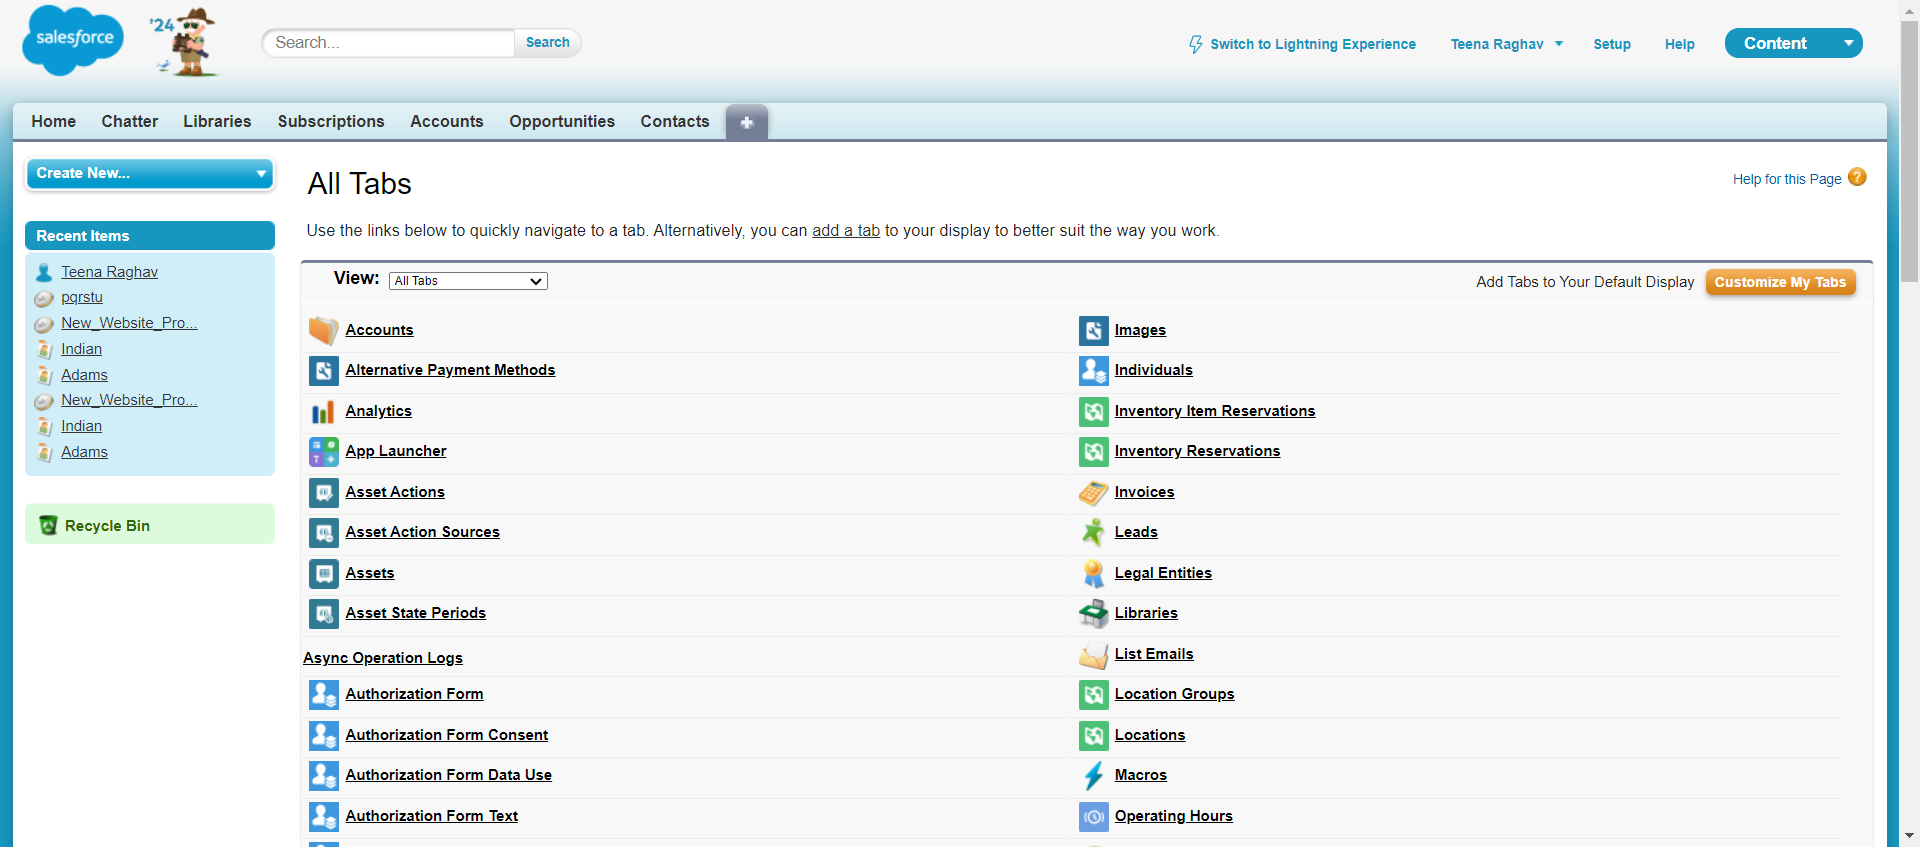 salesforce
'24
Search...
Search
Switch to Lightning Experience
Teena Raghav
Setup
Help
Content
Home
Chatter
Libraries
Subscriptions
Accounts
Opportunities
Contacts
Create New...
Recent Items
Teena Raghav
pqrstu
New_Website_Pro...
Indian
Adams
New_Website_Pro...
Indian
Adams
Recycle Bin
All Tabs
Help for this Page
?
Use the links below to quickly navigate to a tab. Alternatively, you can add a tab to your display to better suit the way you work.
View:
All Tabs
Add Tabs to Your Default Display
Customize My Tabs
Accounts
Alternative Payment Methods
Analytics
App Launcher
Asset Actions
Asset Action Sources
Assets
Asset State Periods
Async Operation Logs
Authorization Form
Authorization Form Consent
Authorization Form Data Use
Authorization Form Text
Images
Individuals
Inventory Item Reservations
Inventory Reservations
Invoices
Leads
Legal Entities
Libraries
List Emails
Location Groups
Locations
Macros
Operating Hours